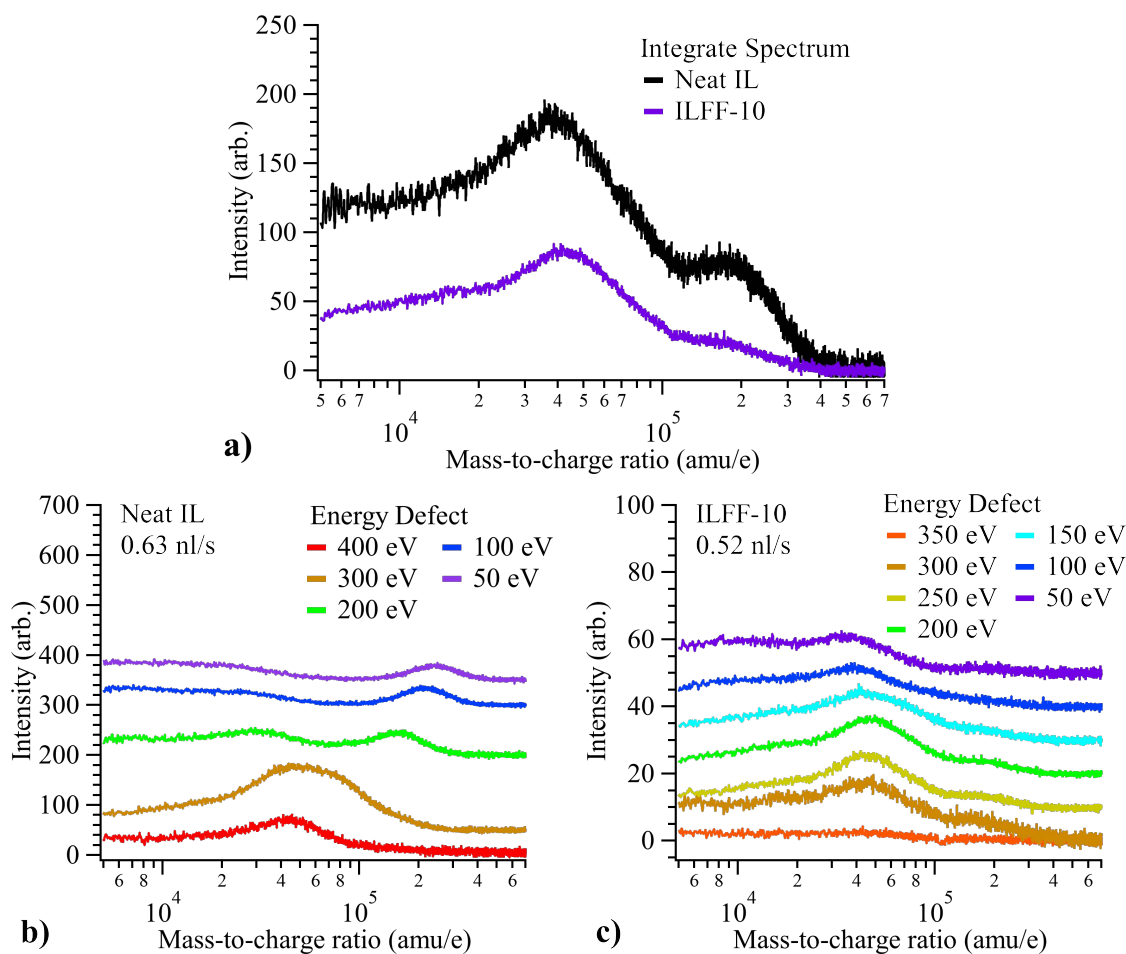 250
200
150
100
50
0
Intensity (arb.)
Integrate Spectrum
Neat IL
ILFF-10
5 6 7 2 3 4 5 6 7 2 3 4 5 6 7
10^4 10^5
Mass-to-charge ratio (amu/e)
a)
700
600
500
400
300
200
100
0
Intensity (arb.)
Neat IL
0.63 nl/s
Energy Defect
400 eV 100 eV
300 eV 50 eV
200 eV
6 8 2 4 6 8 2 4 6
10^4 10^5
Mass-to-charge ratio (amu/e)
b)
100
80
60
40
20
0
Intensity (arb.)
ILFF-10
0.52 nl/s
Energy Defect
350 eV 150 eV
300 eV 100 eV
250 eV 50 eV
200 eV
6 8 2 4 6 8 2 4 6
10^4 10^5
Mass-to-charge ratio (amu/e)
c)